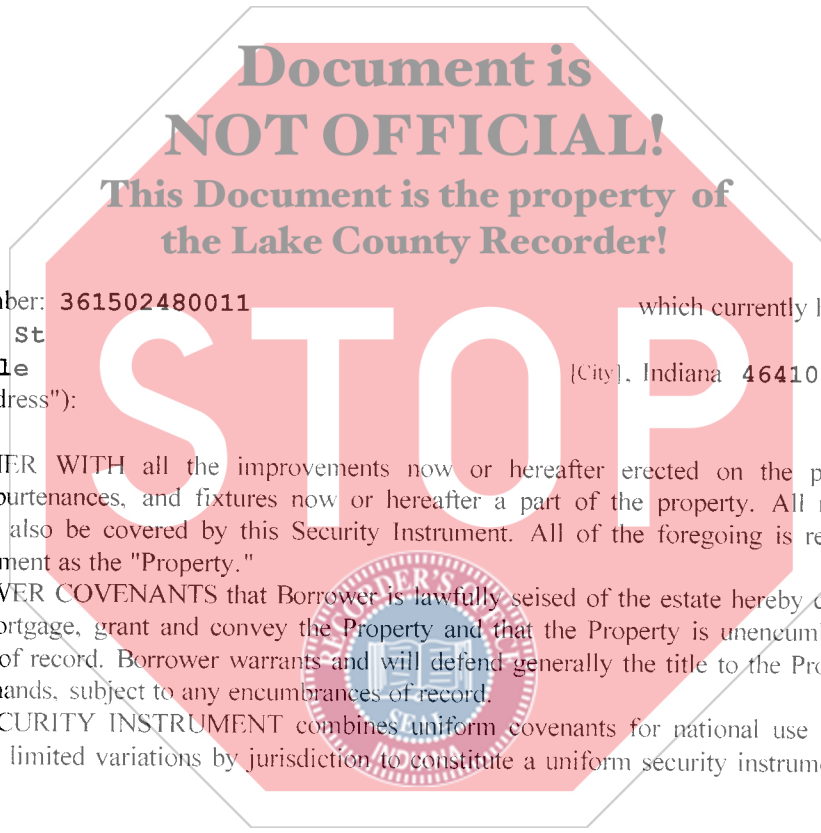 Document is
NOT OFFICIAL!
This Document is the property of
the Lake County Recorder!
STOP
ber: 361502480011 which currently
St
le [City], Indiana 46410
dress"):
ER WITH all the improvements now or hereafter erected on the p
purtenances, and fixtures now or hereafter a part of the property. All
also be covered by this Security Instrument. All of the foregoing is re
ment as the "Property."
VER COVENANTS that Borrower is lawfully seised of the estate hereby
ortgage, grant and convey the Property and that the Property is unencum
of record. Borrower warrants and will defend generally the title to the Pro
ands, subject to any encumbrances of record.
CURITY INSTRUMENT combines uniform covenants for national use
limited variations by jurisdiction to constitute a uniform security instrum
RECORDER'S OFFICE
SEAL
INDIANA